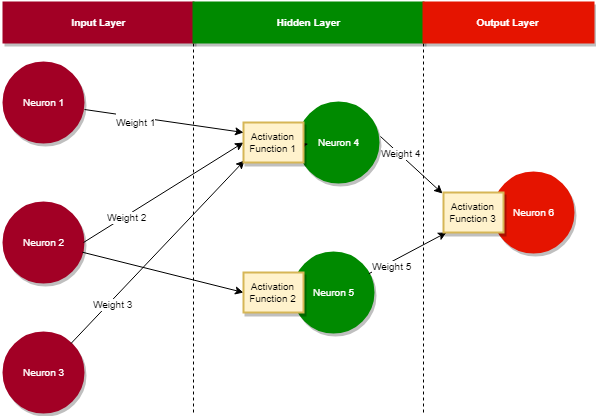 Input Layer
Hidden Layer
Output Layer
Neuron 1
Weight 1
Activation
Function 1
Neuron 4
Weight 4
Neuron 2
Weight 2
Activation
Function 3
Neuron 6
Weight 3
Activation
Function 2
Neuron 5
Weight 5
Neuron 3